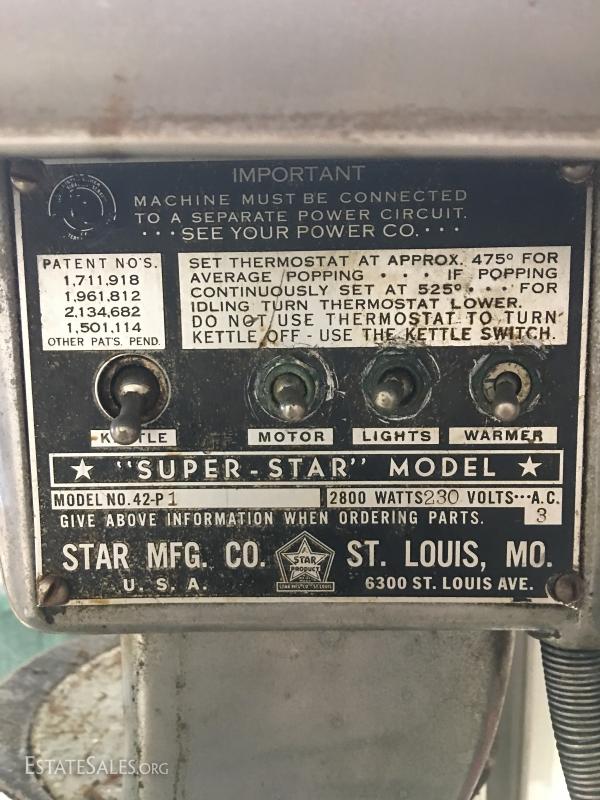 IMPORTANT
MACHINE MUST BE CONNECTED
TO A SEPARATE POWER CIRCUIT.
···SEE YOUR POWER CO.···
PATENT NO'S.
1,711,918
1,961,812
2,134,682
1,501,114
OTHER PAT'S. PEND.
SET THERMOSTAT AT APPROX. 475° FOR
AVERAGE POPPING ··· IF POPPING
CONTINUOUSLY SET AT 525°··· FOR
IDLING TURN THERMOSTAT LOWER.
DO NOT USE THERMOSTAT TO TURN
KETTLE OFF - USE THE KETTLE SWITCH.
KETTLE MOTOR LIGHTS WARMER
★ "SUPER-STAR" MODEL ★
MODEL NO. 42-P 1 2800 WATTS 230 VOLTS···A.C.
GIVE ABOVE INFORMATION WHEN ORDERING PARTS. 3
STAR MFG. CO. ST. LOUIS, MO.
U. S. A. 6300 ST. LOUIS AVE.
STAR
PRODUCT
STAR MFG. CO. ST. LOUIS
ESTATESALES.ORG